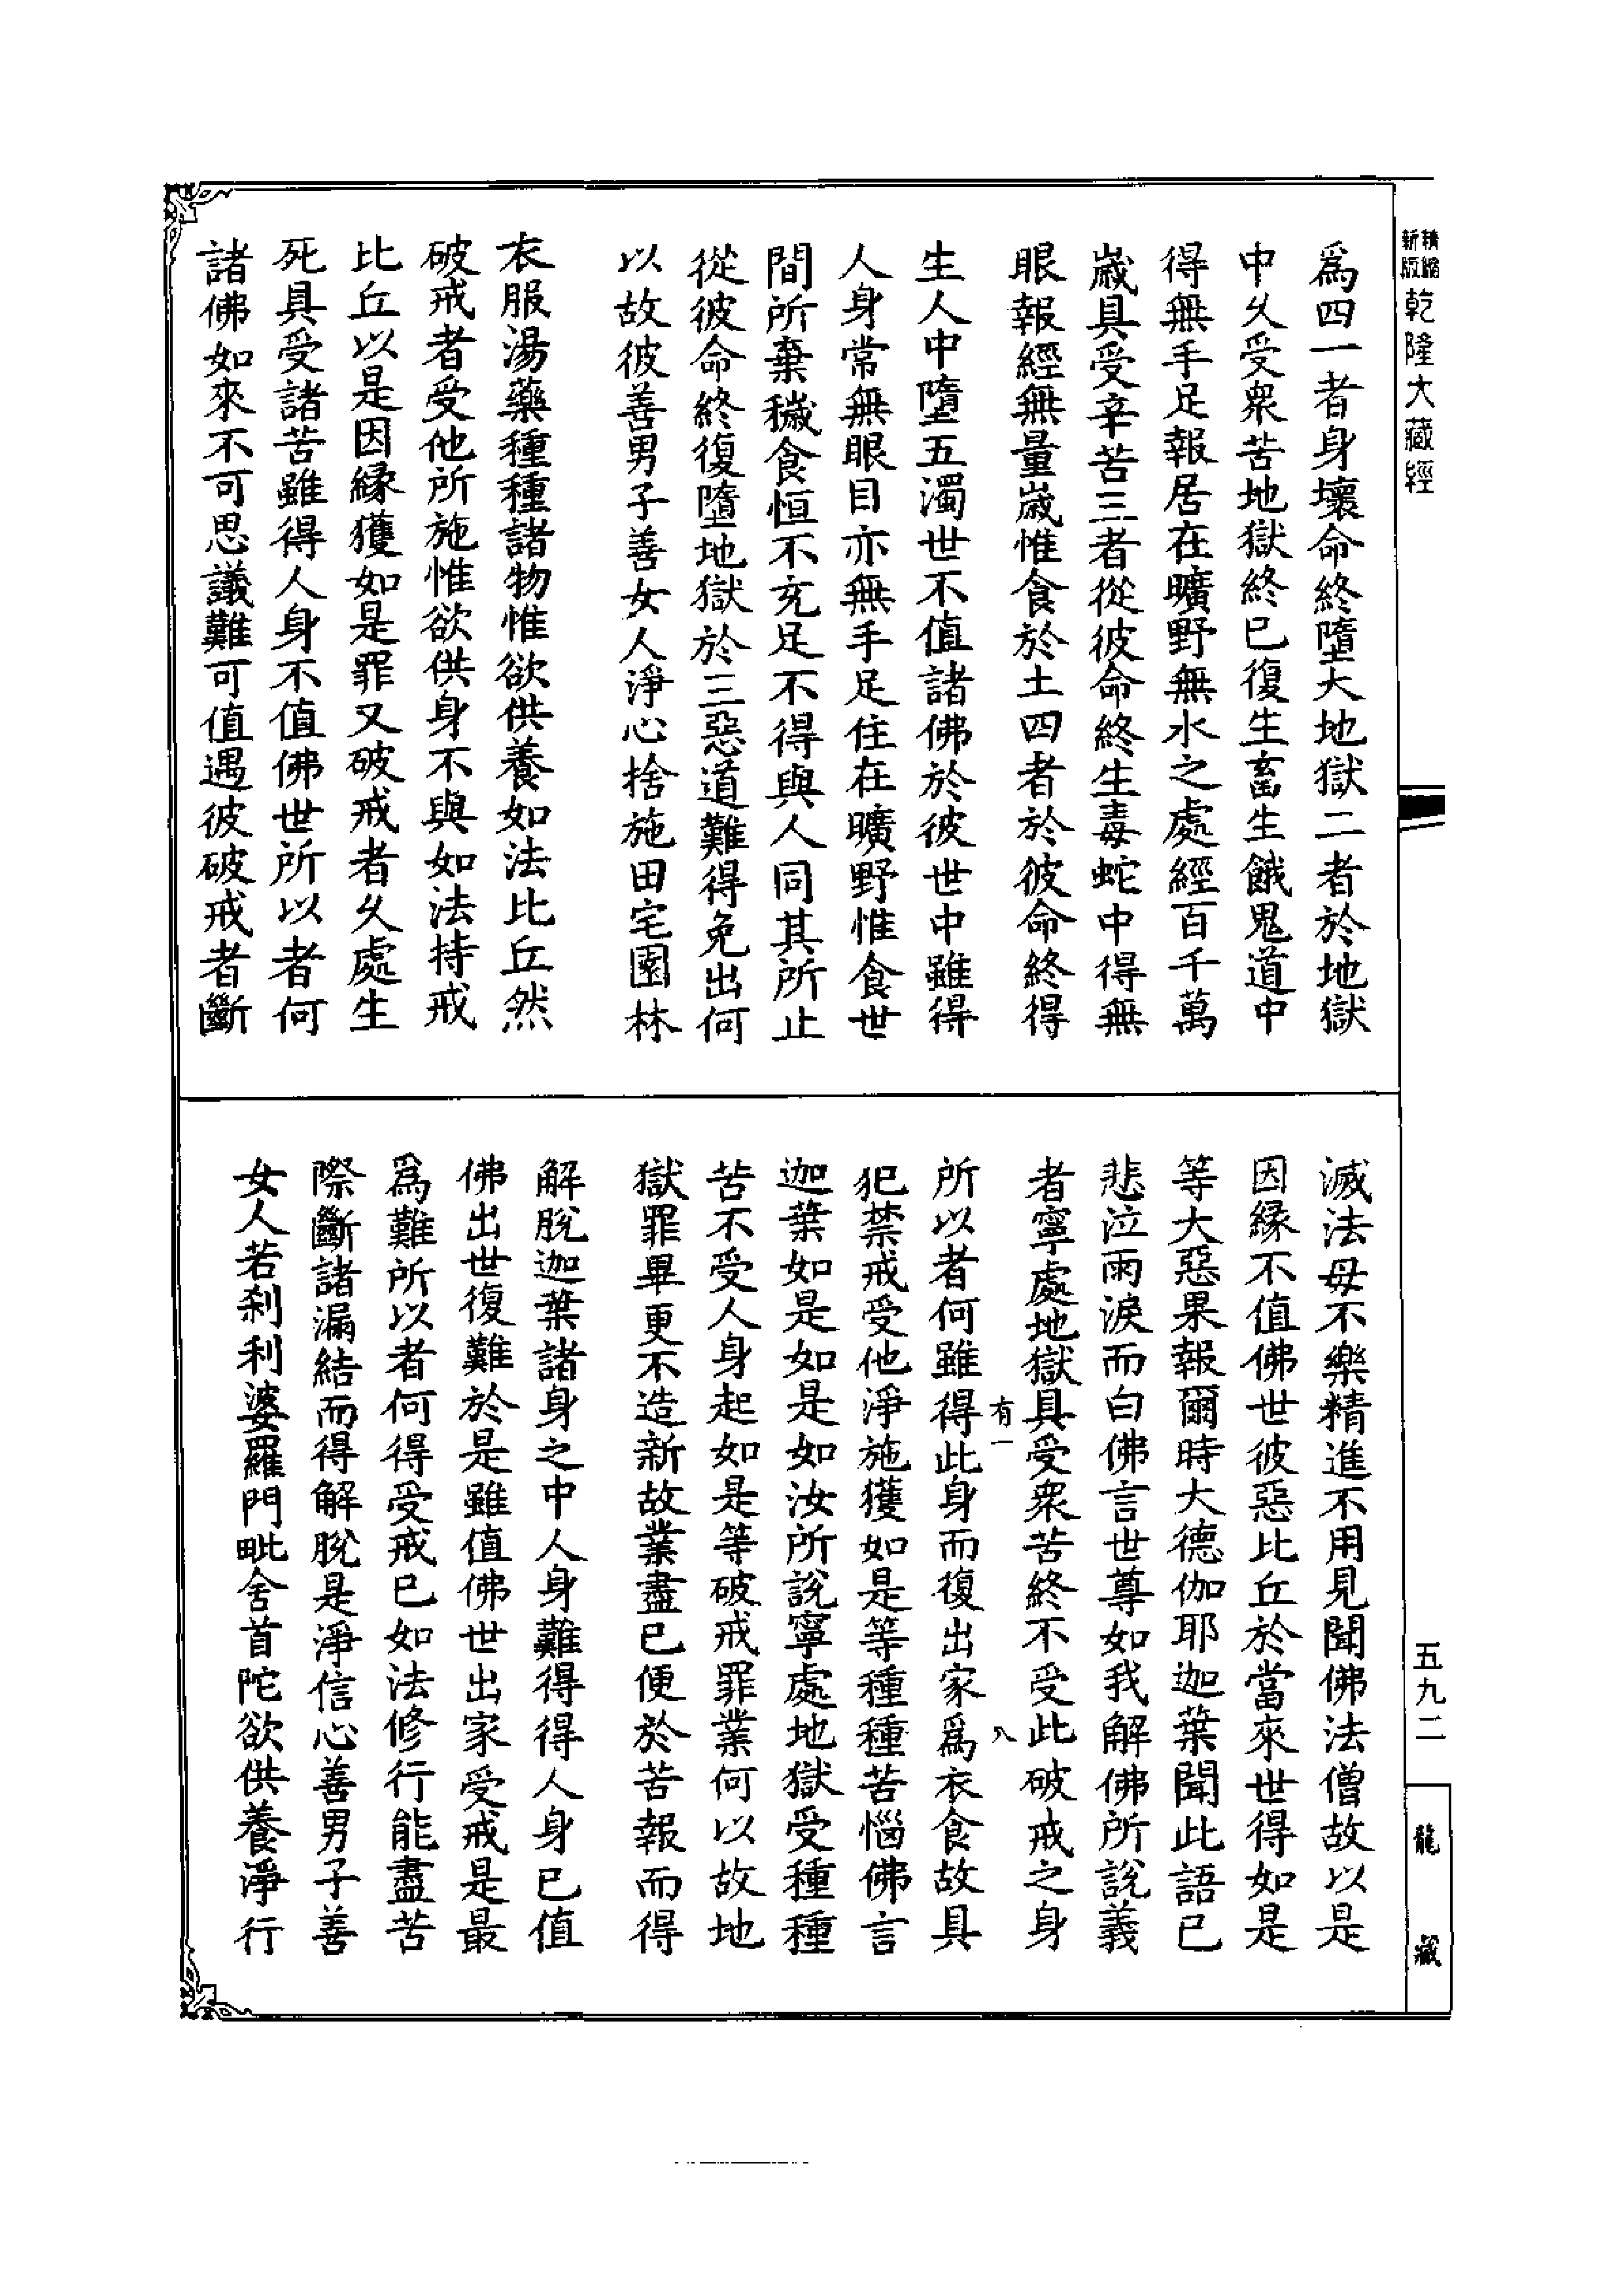 精縮
新版
乾隆大藏經
為四一者身壞命終墮大地獄二者於地獄
中久受衆苦地獄終已復生畜生餓鬼道中
得無手足報居在曠野無水之處經百千萬
歲具受辛苦三者從彼命終生毒蛇中得無
眼報經無量歲惟食於土四者於彼命終得
生人中墮五濁世不值諸佛於彼世中雖得
人身常無眼目亦無手足住在曠野惟食世
間所棄穢食恒不充足不得與人同其所止
從彼命終復墮地獄於三惡道難得免出何
以故彼善男子善女人淨心捨施田宅園林
衣服湯藥種種諸物惟欲供養如法比丘然
破戒者受他所施惟欲供身不與如法持戒
比丘以是因緣獲如是罪又破戒者久處生
死具受諸苦雖得人身不值佛世所以者何
諸佛如來不可思議難可值遇彼破戒者斷
滅法母不樂精進不用見聞佛法僧故以是
因緣不值佛世彼惡比丘於當來世得如是
等大惡果報爾時大德伽耶迦葉聞此語已
悲泣雨淚而白佛言世尊如我解佛所說義
者寧處地獄具受衆苦終不受此破戒之身
有一
八
所以者何雖得此身而復出家為衣食故具
犯禁戒受他淨施獲如是等種種苦惱佛言
迦葉如是如是如汝所說寧處地獄受種種
苦不受人身起如是等破戒罪業何以故地
獄罪畢更不造新故業盡已便於苦報而得
解脫迦葉諸身之中人身難得得人身已值
佛出世復難於是雖值佛世出家受戒是最
為難所以者何得受戒已如法修行能盡苦
際斷諸漏結而得解脫是淨信心善男子善
女人若刹利婆羅門毗舍首陀欲供養淨行
五九二
龍藏